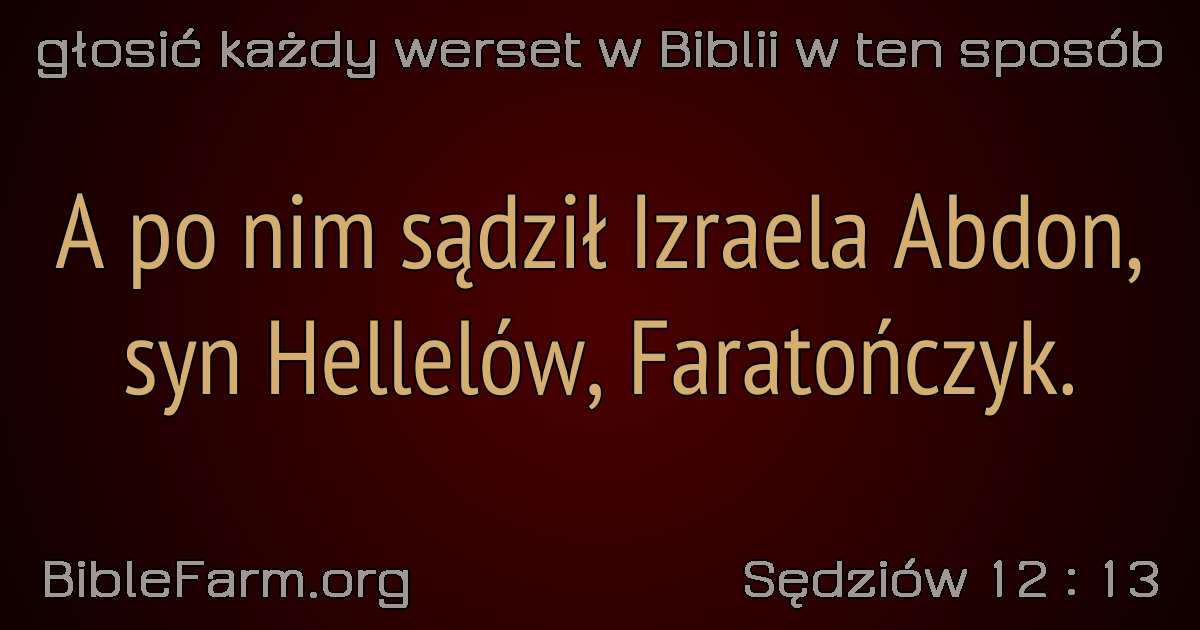 głosić każdy werset w Biblii w ten sposób
A po nim sądził Izraela Abdon,
syn Hellelów, Faratończyk.
BibleFarm.org
Sędziów 12 : 13